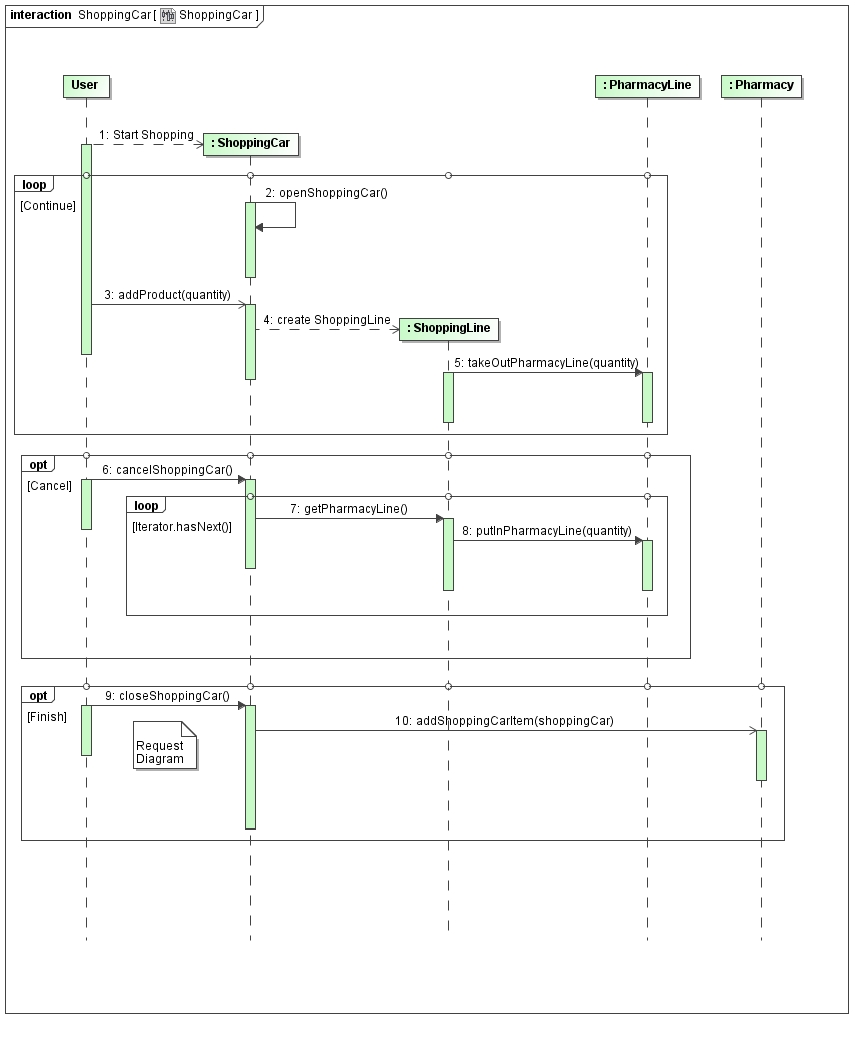 interaction ShoppingCar [ ShoppingCar ]
User
: PharmacyLine
: Pharmacy
1: Start Shopping
: ShoppingCar
loop
[Continue]
2: openShoppingCar()
3: addProduct(quantity)
4: create ShoppingLine
: ShoppingLine
5: takeOutPharmacyLine(quantity)
opt
[Cancel]
6: cancelShoppingCar()
loop
[Iterator.hasNext()]
7: getPharmacyLine()
8: putInPharmacyLine(quantity)
opt
[Finish]
9: closeShoppingCar()
10: addShoppingCarItem(shoppingCar)
Request
Diagram